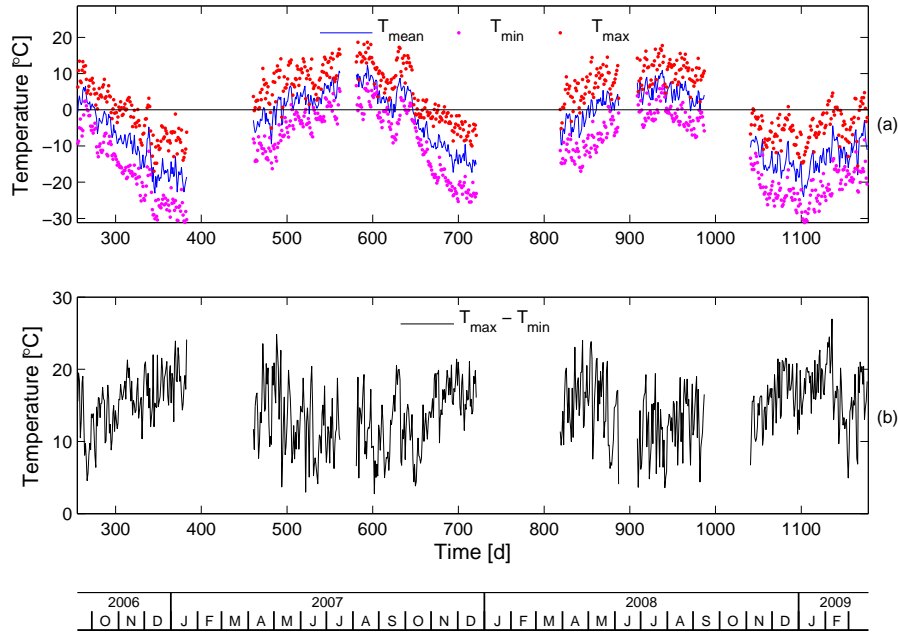 T_mean T_min T_max
Temperature [°C]
20
10
0
−10
−20
−30
300 400 500 600 700 800 900 1000 1100
(a)
T_max − T_min
Temperature [°C]
30
20
10
0
300 400 500 600 700 800 900 1000 1100
(b)
Time [d]
2006 2007 2008 2009
O N D J F M A M J J A S O N D J F M A M J J A S O N D J F